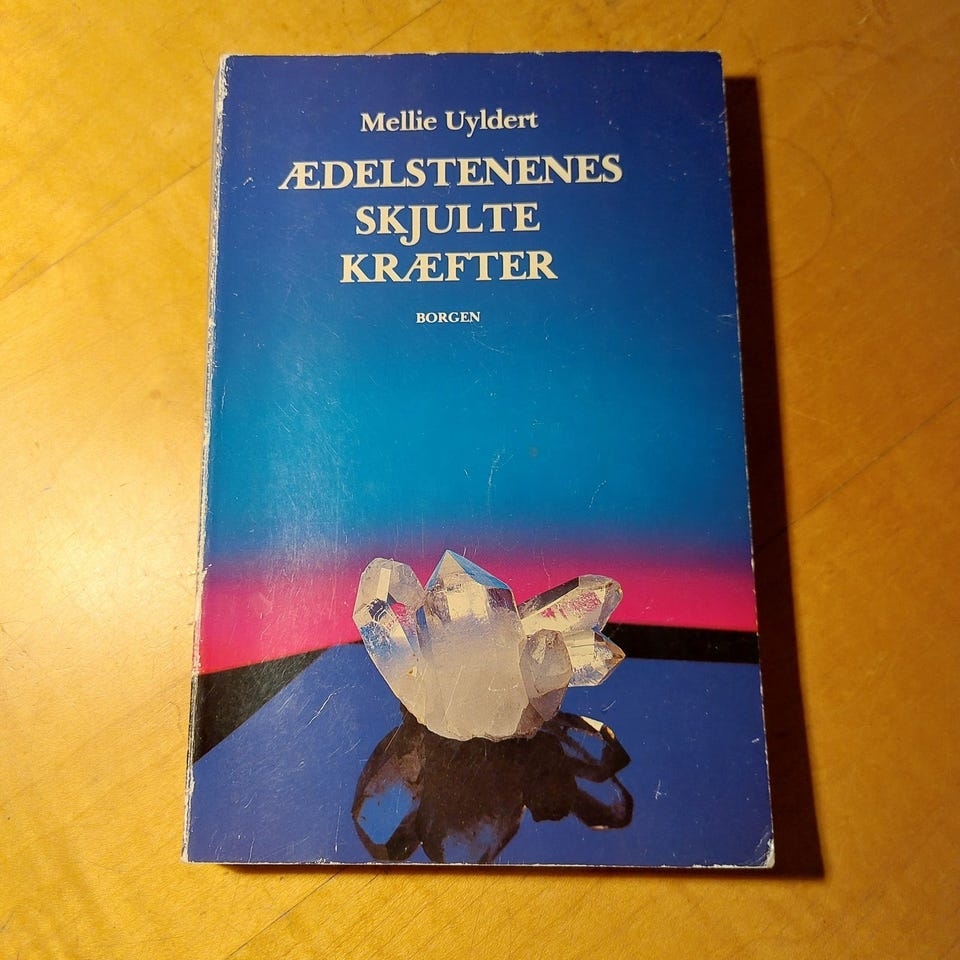 Mellie Uyldert
ÆDELSTENENES
SKJULTE
KRÆFTER
BORGEN